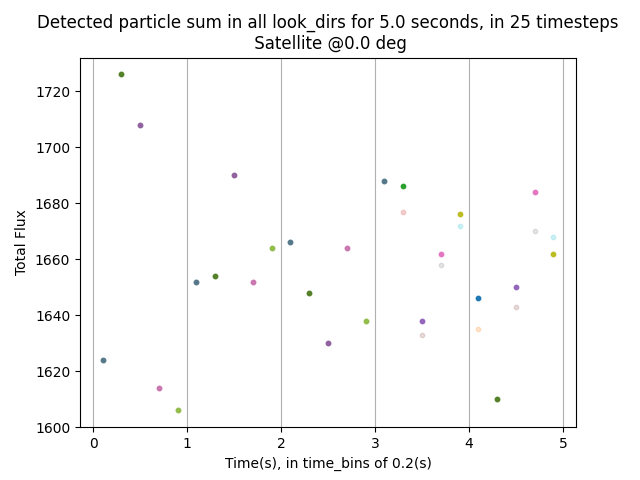 Detected particle sum in all look_dirs for 5.0 seconds, in 25 timesteps
Satellite @0.0 deg
Total Flux
1720
1700
1680
1660
1640
1620
1600
0 1 2 3 4 5
Time(s), in time_bins of 0.2(s)